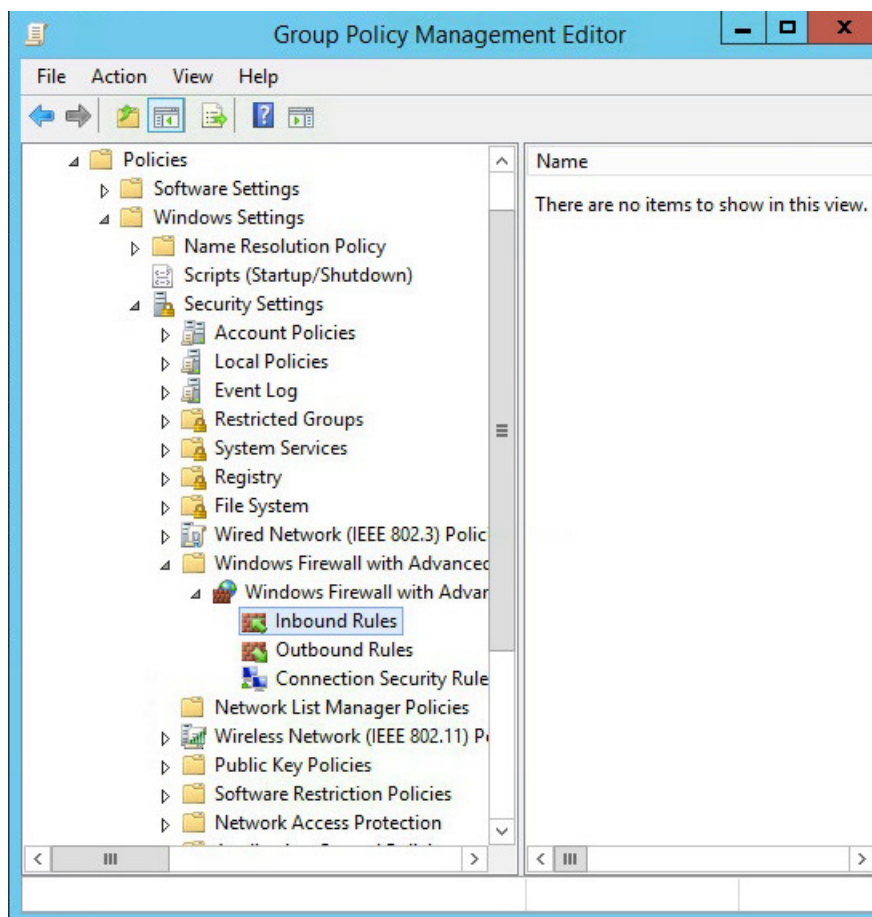 Group Policy Management Editor
File Action View Help
Policies
Software Settings
Windows Settings
Name Resolution Policy
Scripts (Startup/Shutdown)
Security Settings
Account Policies
Local Policies
Event Log
Restricted Groups
System Services
Registry
File System
Wired Network (IEEE 802.3) Polic
Windows Firewall with Advanced
Windows Firewall with Advan
Inbound Rules
Outbound Rules
Connection Security Rule
Network List Manager Policies
Wireless Network (IEEE 802.11) P
Public Key Policies
Software Restriction Policies
Network Access Protection
Name
There are no items to show in this view.